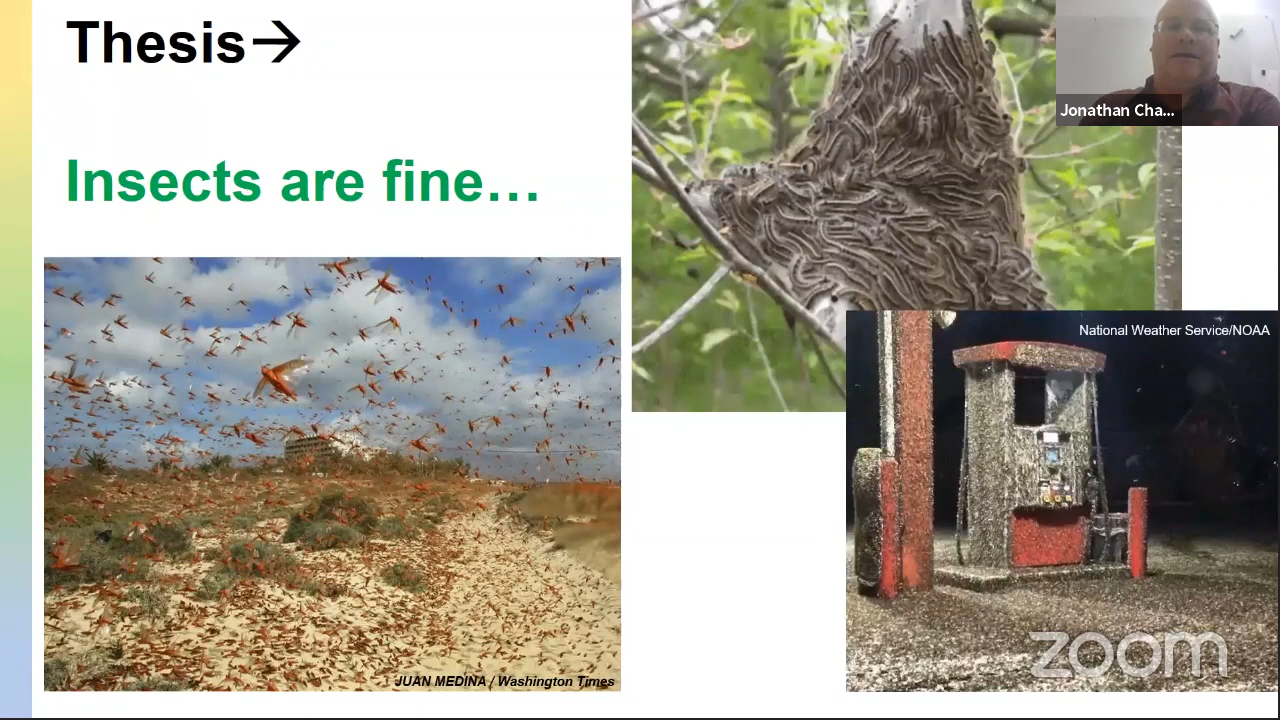 Thesis→
Insects are fine…
Jonathan Cha...
National Weather Service/NOAA
JUAN MEDINA / Washington Times
zoom